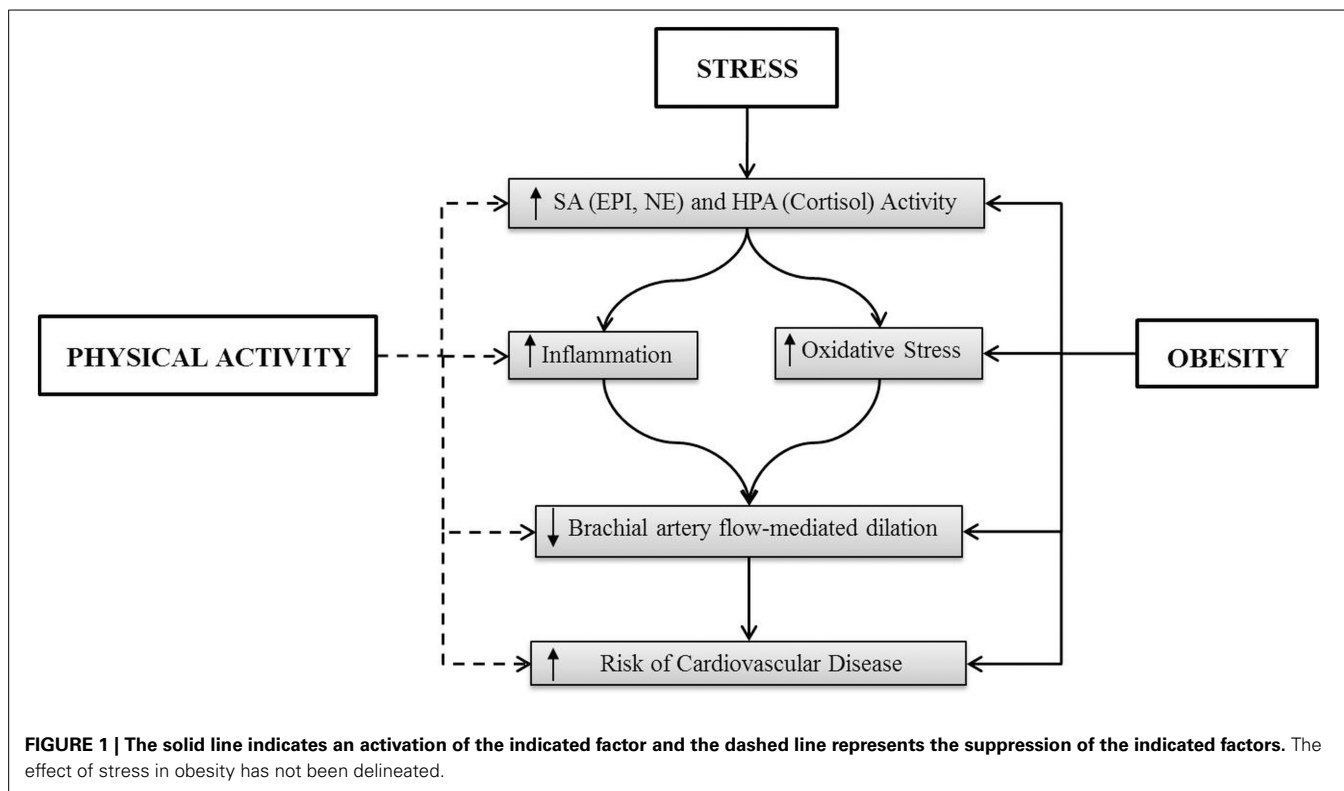 STRESS
↑ SA (EPI, NE) and HPA (Cortisol) Activity
PHYSICAL ACTIVITY
↑ Inflammation
↑ Oxidative Stress
OBESITY
↓ Brachial artery flow-mediated dilation
↑ Risk of Cardiovascular Disease
FIGURE 1 | The solid line indicates an activation of the indicated factor and the dashed line represents the suppression of the indicated factors. The
effect of stress in obesity has not been delineated.